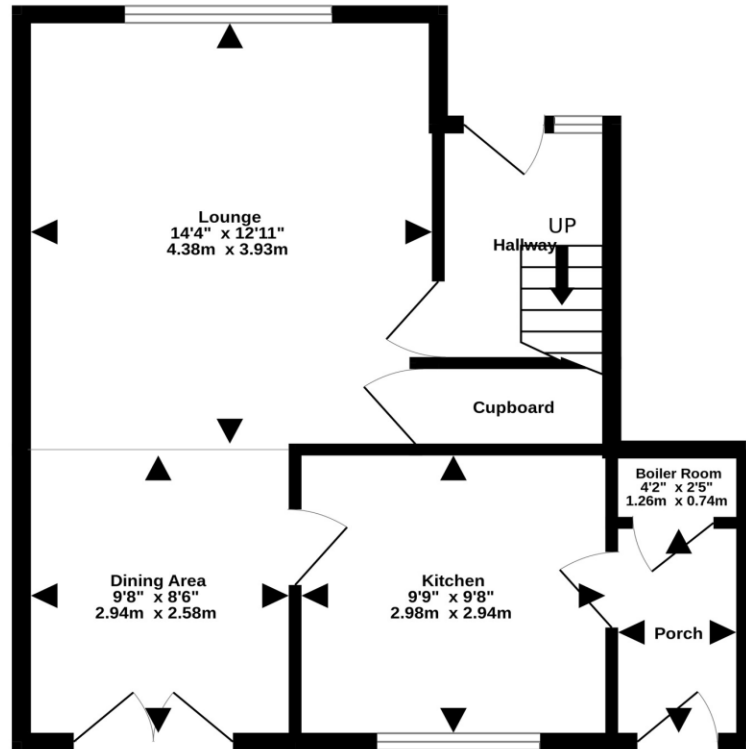 Lounge
14'4" x 12'11"
4.38m x 3.93m
UP
Hallway
Cupboard
Boiler Room
4'2" x 2'5"
1.26m x 0.74m
Dining Area
9'8" x 8'6"
2.94m x 2.58m
Kitchen
9'9" x 9'8"
2.98m x 2.94m
Porch